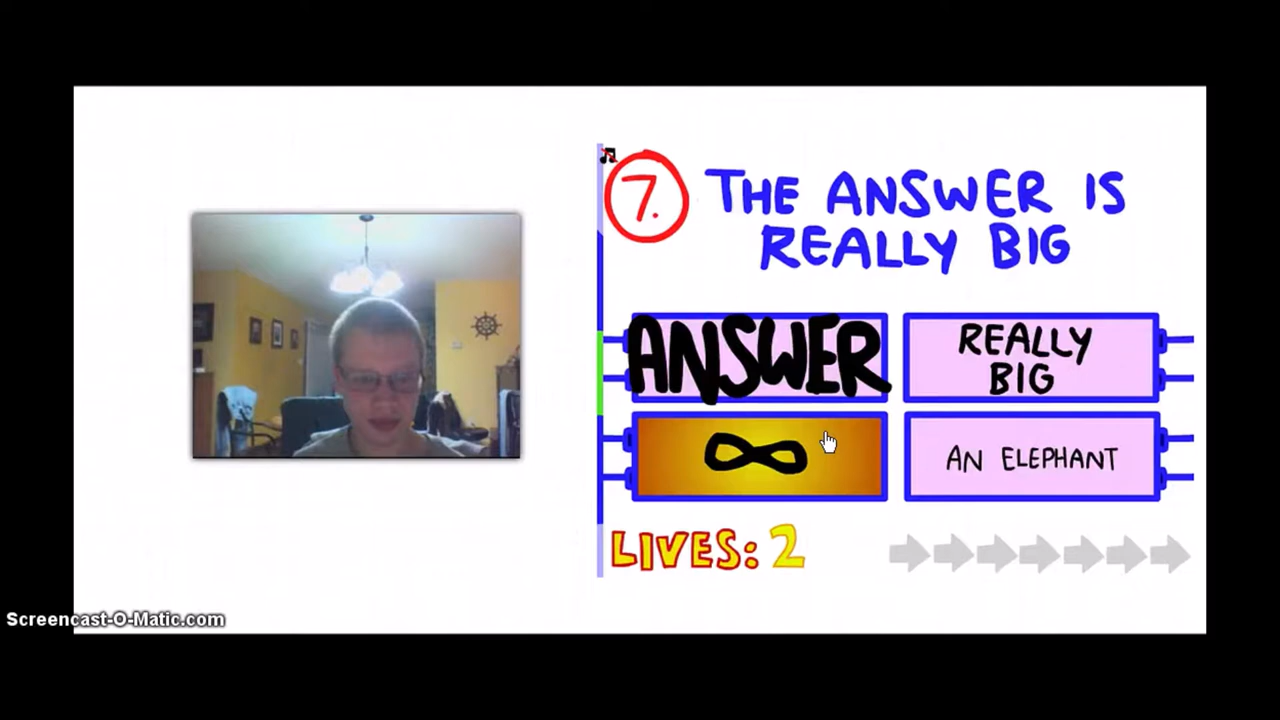 7. THE ANSWER IS
REALLY BIG
ANSWER
REALLY
BIG
∞
AN ELEPHANT
LIVES: 2
Screencast-O-Matic.com